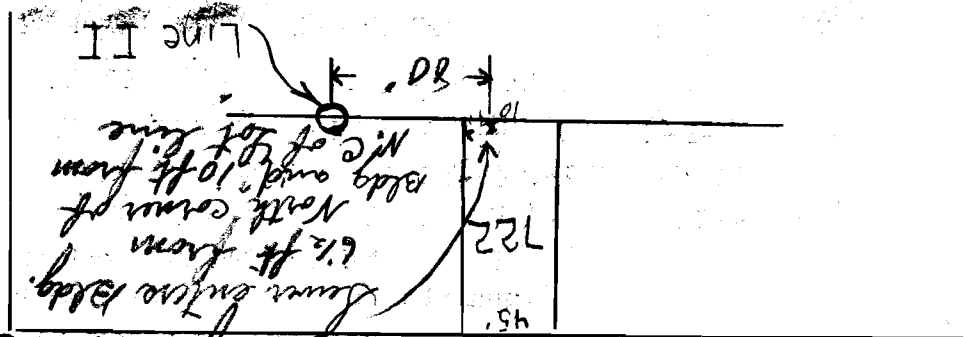 45'
Sewer enters Bldg.
6½ ft from
North corner of
Bldg and 10 ft from
N.C of Lot line
722
10'
80'
Line II